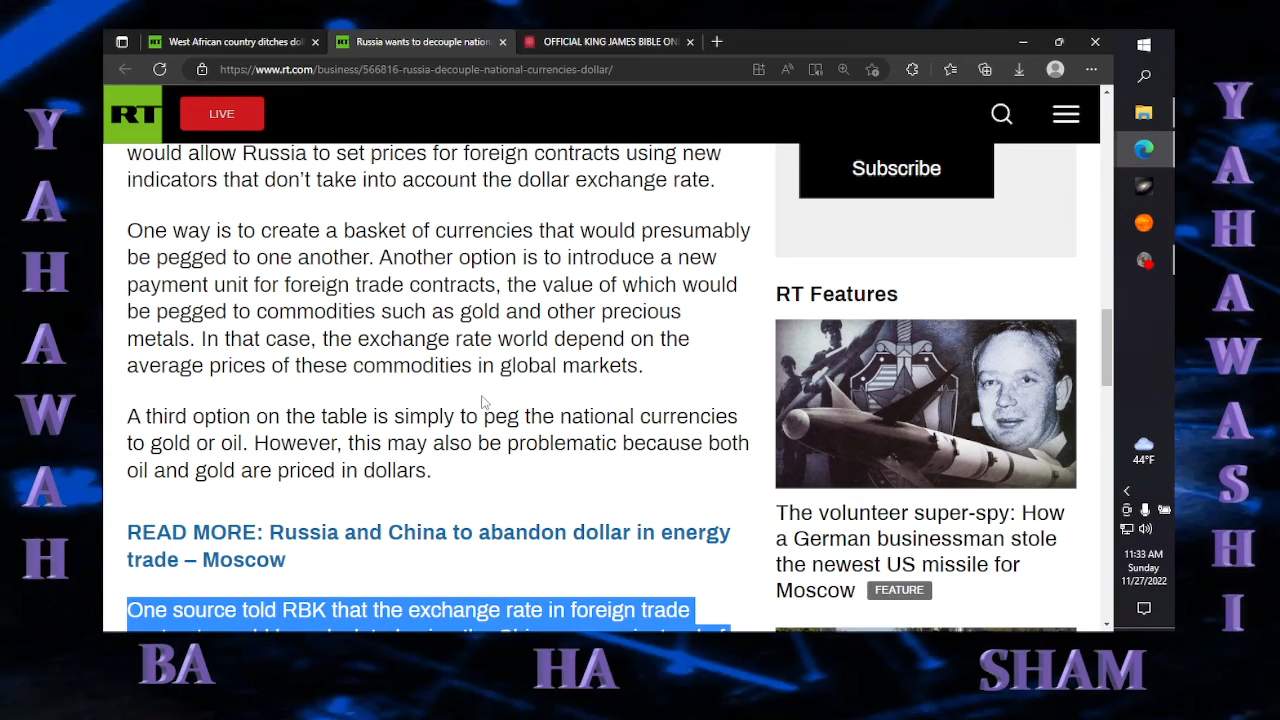 West African country ditches dol
Russia wants to decouple nation
OFFICIAL KING JAMES BIBLE ON
https://www.rt.com/business/566816-russia-decouple-national-currencies-dollar/
RT
LIVE
would allow Russia to set prices for foreign contracts using new
indicators that don’t take into account the dollar exchange rate.
One way is to create a basket of currencies that would presumably
be pegged to one another. Another option is to introduce a new
payment unit for foreign trade contracts, the value of which would
be pegged to commodities such as gold and other precious
metals. In that case, the exchange rate world depend on the
average prices of these commodities in global markets.
A third option on the table is simply to peg the national currencies
to gold or oil. However, this may also be problematic because both
oil and gold are priced in dollars.
READ MORE: Russia and China to abandon dollar in energy
trade – Moscow
One source told RBK that the exchange rate in foreign trade
Subscribe
RT Features
The volunteer super-spy: How
a German businessman stole
the newest US missile for
Moscow FEATURE
44°F
11:33 AM
Sunday
11/27/2022
YAHAWAH
YAHAWASHI
BA HA SHAM